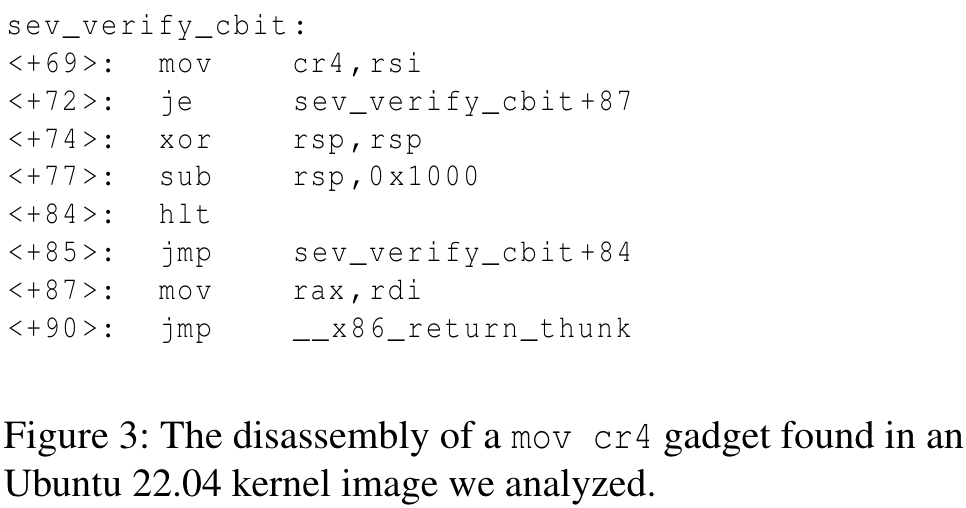 sev_verify_cbit:
<+69>: mov cr4,rsi
<+72>: je sev_verify_cbit+87
<+74>: xor rsp,rsp
<+77>: sub rsp,0x1000
<+84>: hlt
<+85>: jmp sev_verify_cbit+84
<+87>: mov rax,rdi
<+90>: jmp __x86_return_thunk
Figure 3: The disassembly of a mov cr4 gadget found in an
Ubuntu 22.04 kernel image we analyzed.